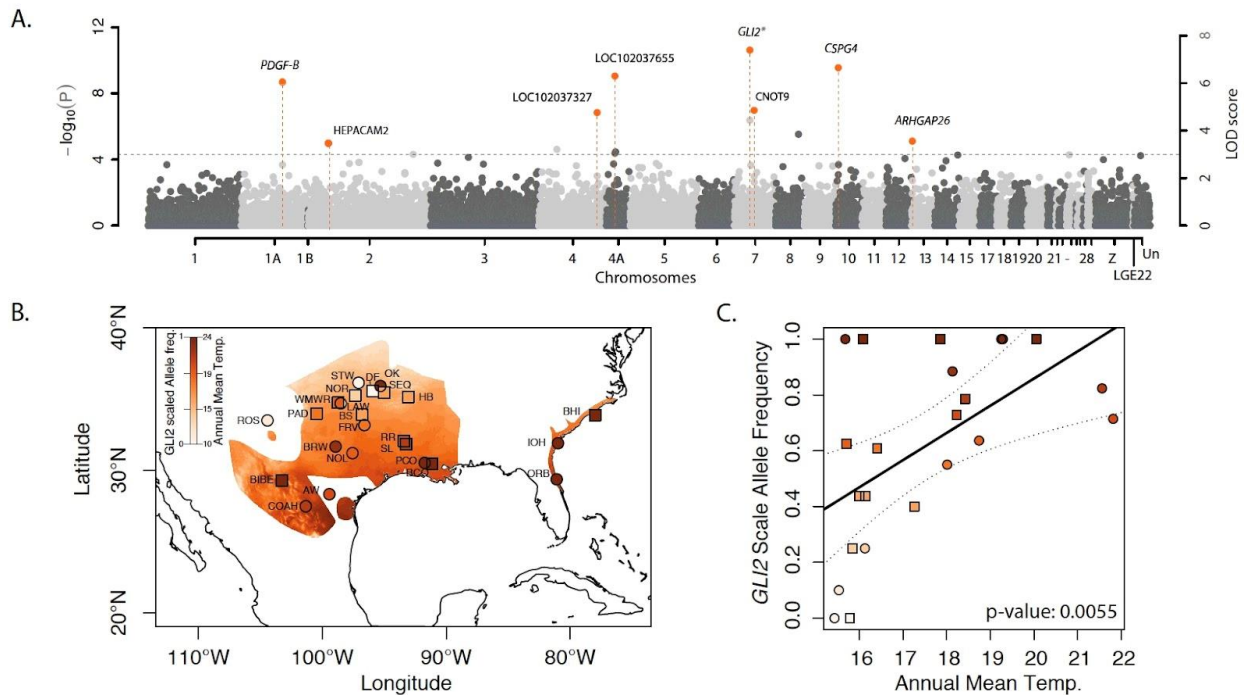 A.
12
8
4
0
− log₁₀(P)
PDGF-B
HEPACAM2
LOC102037327
LOC102037655
GLI2*
CNOT9
CSPG4
ARHGAP26
8
6
4
2
0
LOD score
1 1A 1B 2 3 4 4A 5 6 7 8 9 10 11 12 13 14 15 17 18 19 20 21 - 28 Z Un
LGE22
Chromosomes
B.
40°N
30°N
20°N
Latitude
GLI2 scaled Allele freq.
1
0
Annual Mean Temp.
24
19
15
10
STW DF OK
NOR SEQ
WMWR LAW HB
PAD BS
ROS FRV
BRW RR
NOL SL
PCO
BIBE AW
COAH
BHI
IOH
ORB
110°W 100°W 90°W 80°W
Longitude
C.
GLI2 Scale Allele Frequency
1.0
0.8
0.6
0.4
0.2
0.0
p-value: 0.0055
16 17 18 19 20 21 22
Annual Mean Temp.